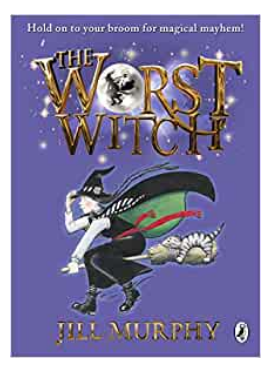 Hold on to your broom for magical mayhem!
THE
WORST
WITCH
JILL MURPHY